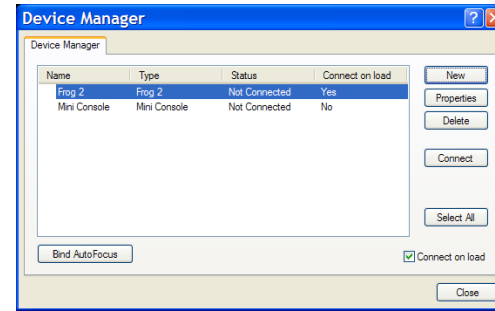 Device Manager
Device Manager
Name Type Status Connect on load
Frog 2 Frog 2 Not Connected Yes
Mini Console Mini Console Not Connected No
New
Properties
Delete
Connect
Select All
Bind AutoFocus
Connect on load
Close